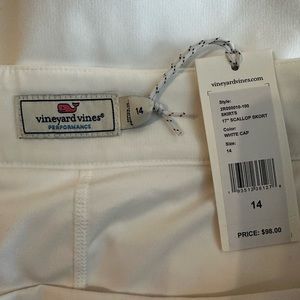 vineyard vines®
PERFORMANCE
14
vineyardvines.com
Style:
SKIRTS
17" SCALLOP SKORT
Color:
WHITE CAP
Size:
14
14
PRICE: $98.00